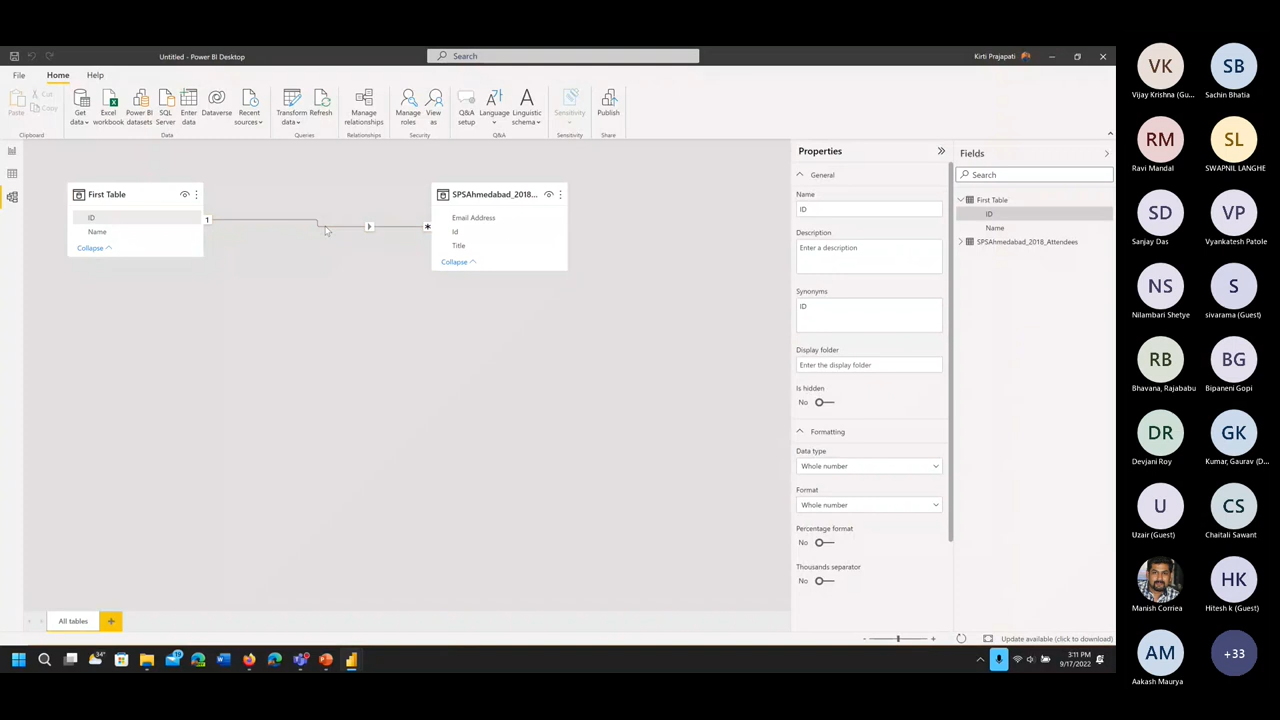 Untitled - Power BI Desktop
Search
Kirti Prajapati
File
Home
Help
Paste
Cut
Copy
Clipboard
Get data
Excel workbook
Power BI datasets
SQL Server
Enter data
Dataverse
Recent sources
Data
Transform data
Refresh
Queries
Manage relationships
Relationships
Manage roles
View as
Security
Q&A setup
Language
Linguistic schema
Q&A
Sensitivity
Sensitivity
Publish
Share
First Table
ID
Name
Collapse
1
*
SPSAhmedabad_2018...
Email Address
Id
Title
Collapse
Properties
General
Name
ID
Description
Enter a description
Synonyms
ID
Display folder
Enter the display folder
Is hidden
No
Formatting
Data type
Whole number
Format
Whole number
Percentage format
No
Thousands separator
No
Fields
Search
First Table
ID
Name
SPSAhmedabad_2018_Attendees
All tables
+
- +
Update available (click to download)
34°
19
3:11 PM
9/17/2022
VK
Vijay Krishna (Gu...
SB
Sachin Bhatia
RM
Ravi Mandal
SL
SWAPNIL LANGHE
SD
Sanjay Das
VP
Vyankatesh Patole
NS
Nilambari Shetye
S
sivarama (Guest)
RB
Bhavana, Rajababu
BG
Bipaneni Gopi
DR
Devjani Roy
GK
Kumar, Gaurav (D...
U
Uzair (Guest)
CS
Chaitali Sawant
Manish Corriea
HK
Hitesh k (Guest)
AM
Aakash Maurya
+33